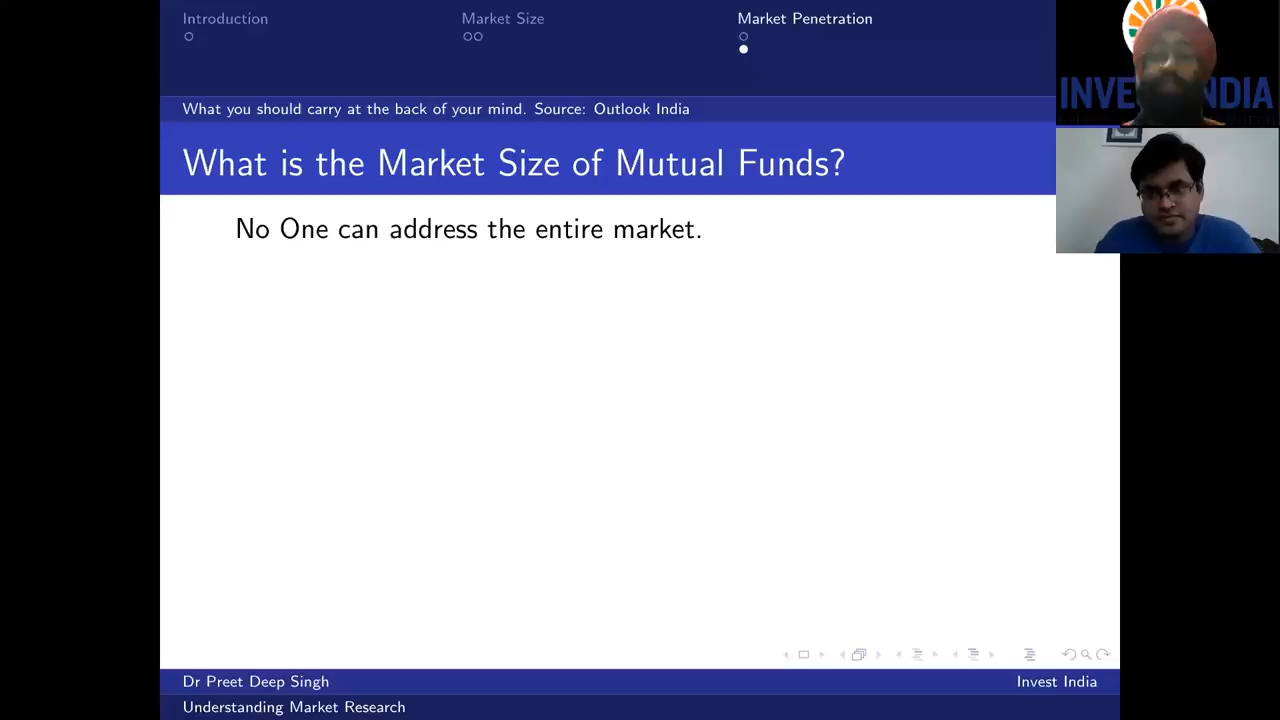 Introduction
Market Size
Market Penetration
What you should carry at the back of your mind. Source: Outlook India
What is the Market Size of Mutual Funds?
No One can address the entire market.
Dr Preet Deep Singh
Invest India
Understanding Market Research